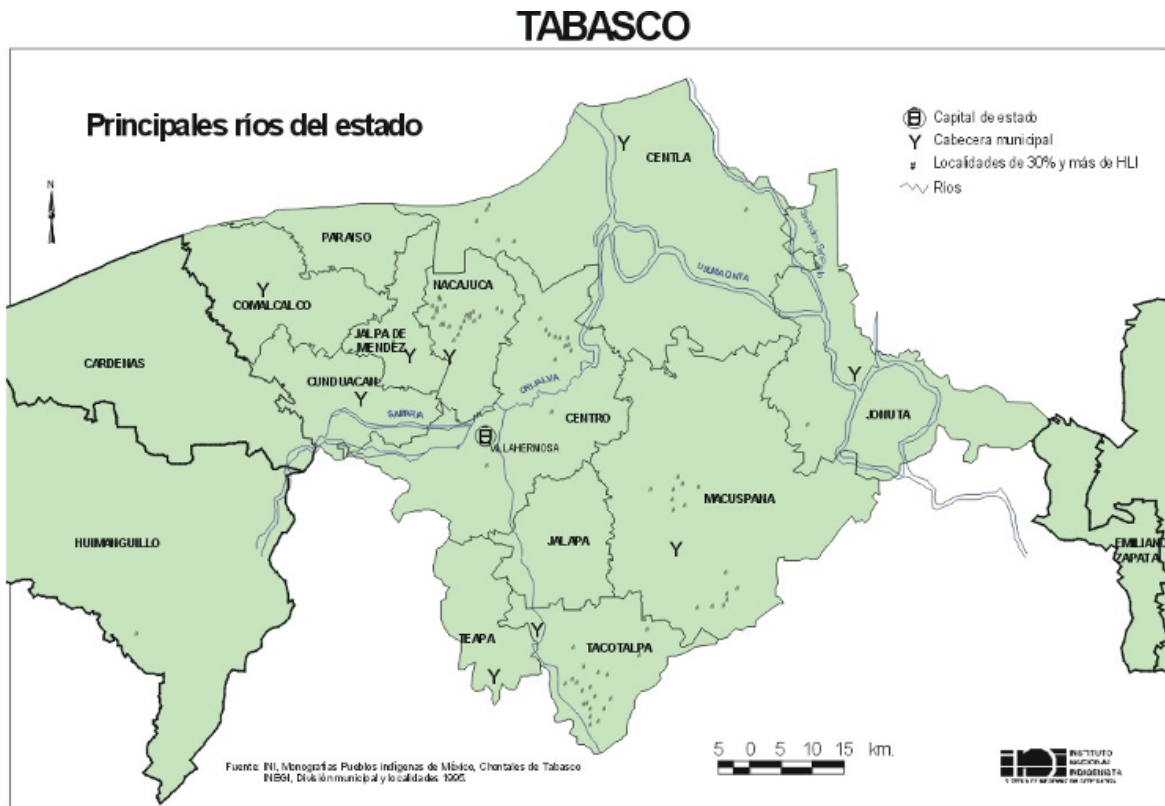 TABASCO
Principales ríos del estado
N
Capital de estado
Cabecera municipal
Localidades de 30% y más de HLI
Ríos
CENTLA
PARAISO
NACAJUCA
COMALCALCO
USUMACINTA
JALPA DE
MENDEZ
CARDENAS
CUNDUACAN
GRIJALVA
SAMARIA
CENTRO
JONUTA
VILLAHERMOSA
MACUSPANA
HUIMANGUILLO
JALAPA
EMILIANO
ZAPATA
TEAPA
TACOTALPA
5 0 5 10 15 km.
Fuente: INI, Monografías Pueblos indígenas de México, Chontales de Tabasco
INEGI, División municipal y localidades 1995.
INSTITUTO
NACIONAL
INDIGENISTA